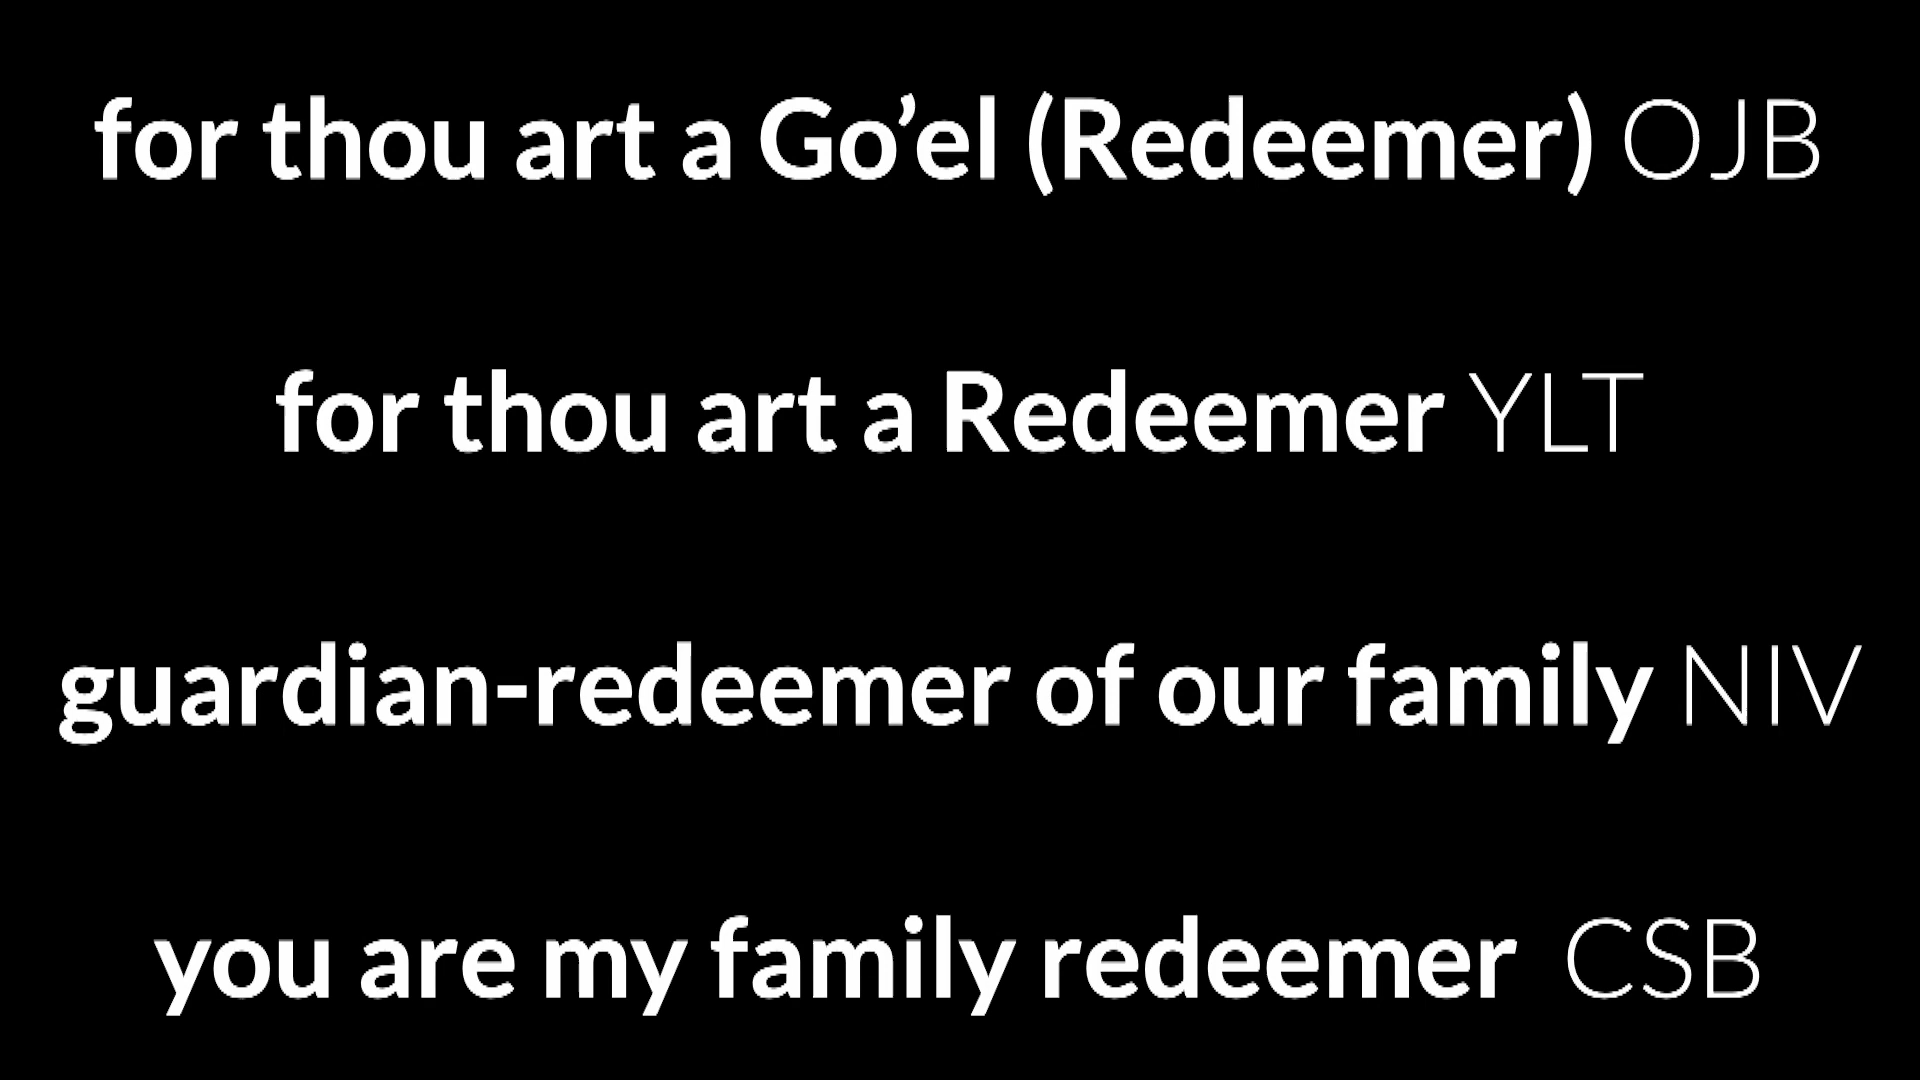 for thou art a Go’el (Redeemer) OJB
for thou art a Redeemer YLT
guardian-redeemer of our family NIV
you are my family redeemer CSB